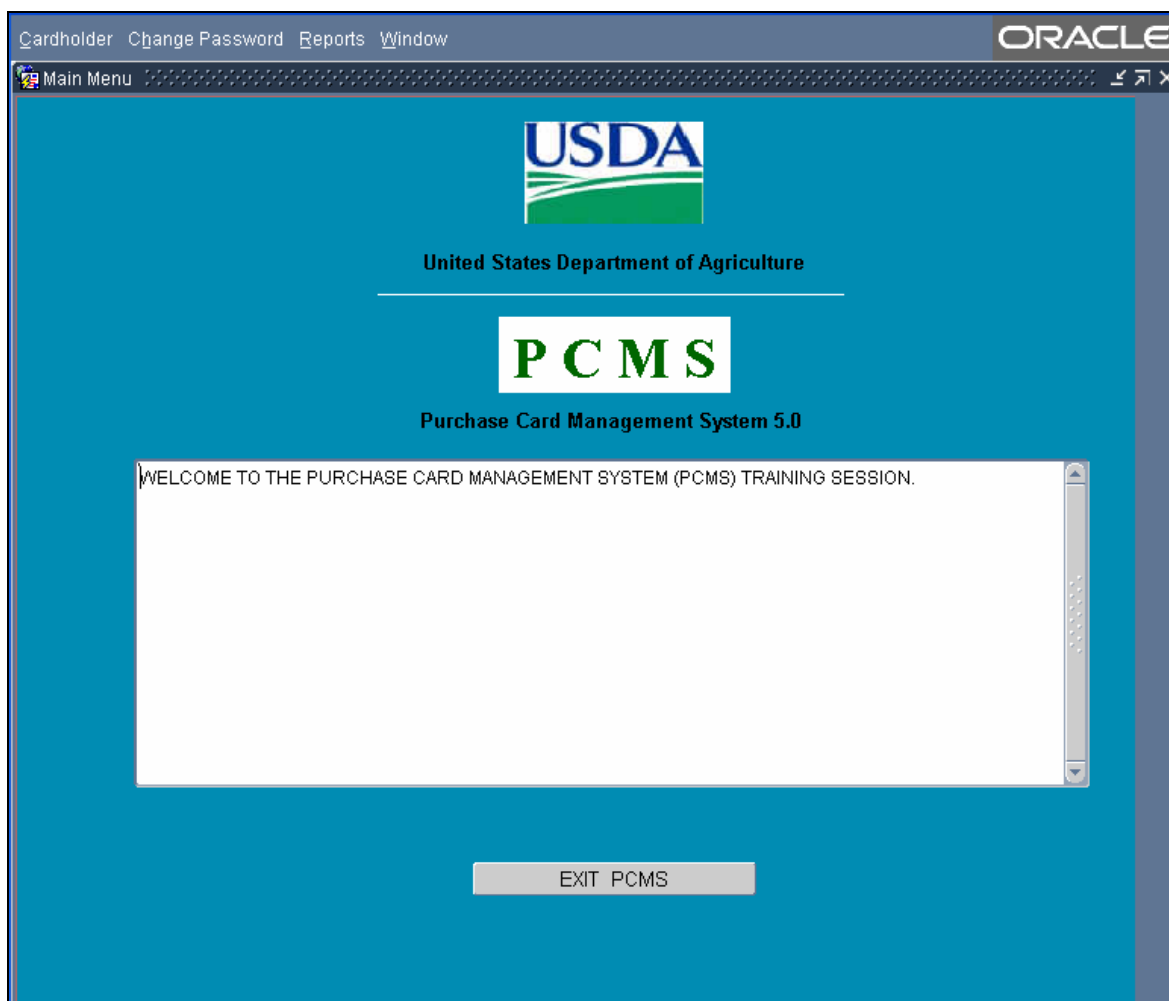 Cardholder Change Password Reports Window
ORACLE
Main Menu
USDA
United States Department of Agriculture
P C M S
Purchase Card Management System 5.0
WELCOME TO THE PURCHASE CARD MANAGEMENT SYSTEM (PCMS) TRAINING SESSION.
EXIT PCMS